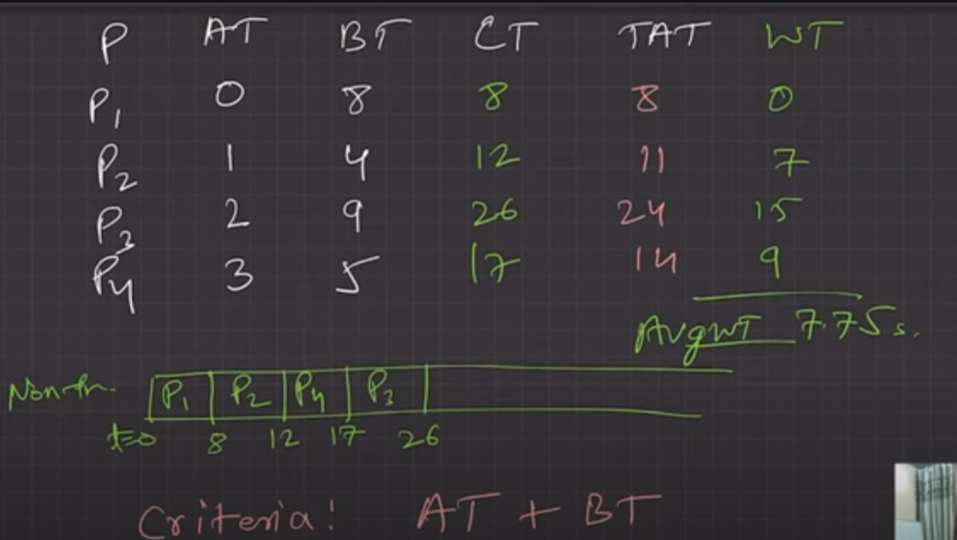 P AT BT CT TAT WT
P1 0 8 8 8 0
P2 1 4 12 11 7
P3 2 9 26 24 15
P4 3 5 17 14 9
AvgWT 7.75 s.
Non-Pr. P1 P2 P4 P3
t=0 8 12 17 26
Criteria! AT + BT